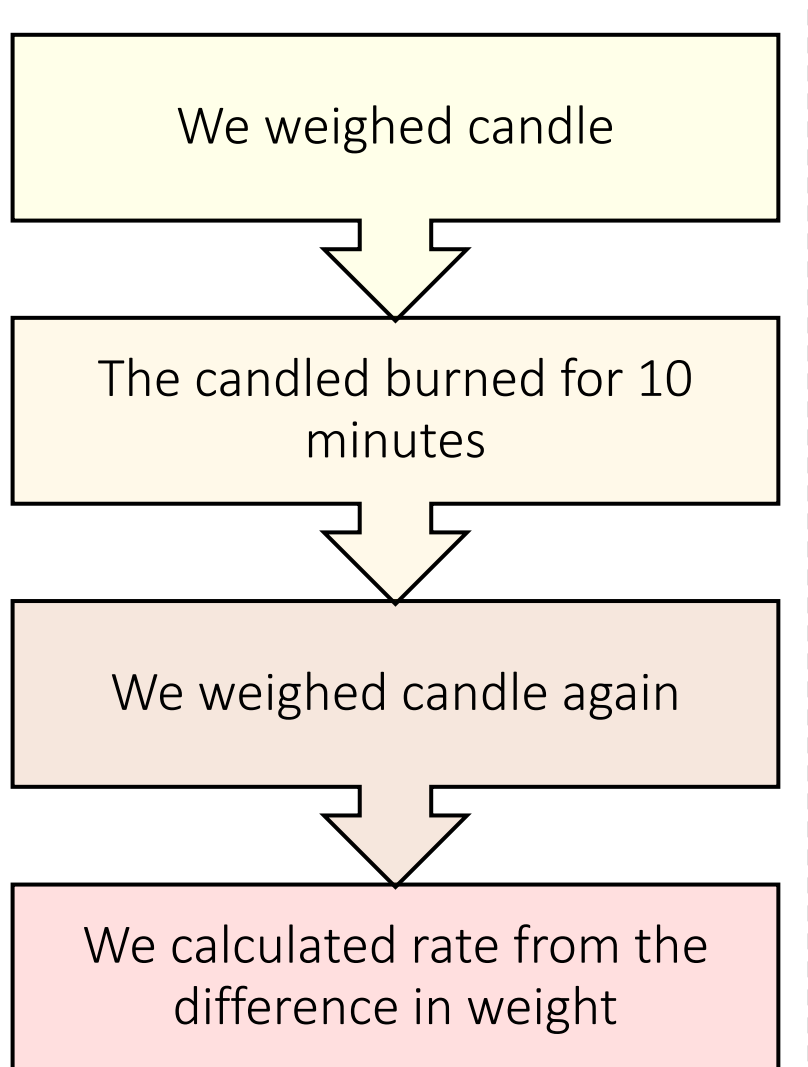 We weighed candle
The candled burned for 10
minutes
We weighed candle again
We calculated rate from the
difference in weight